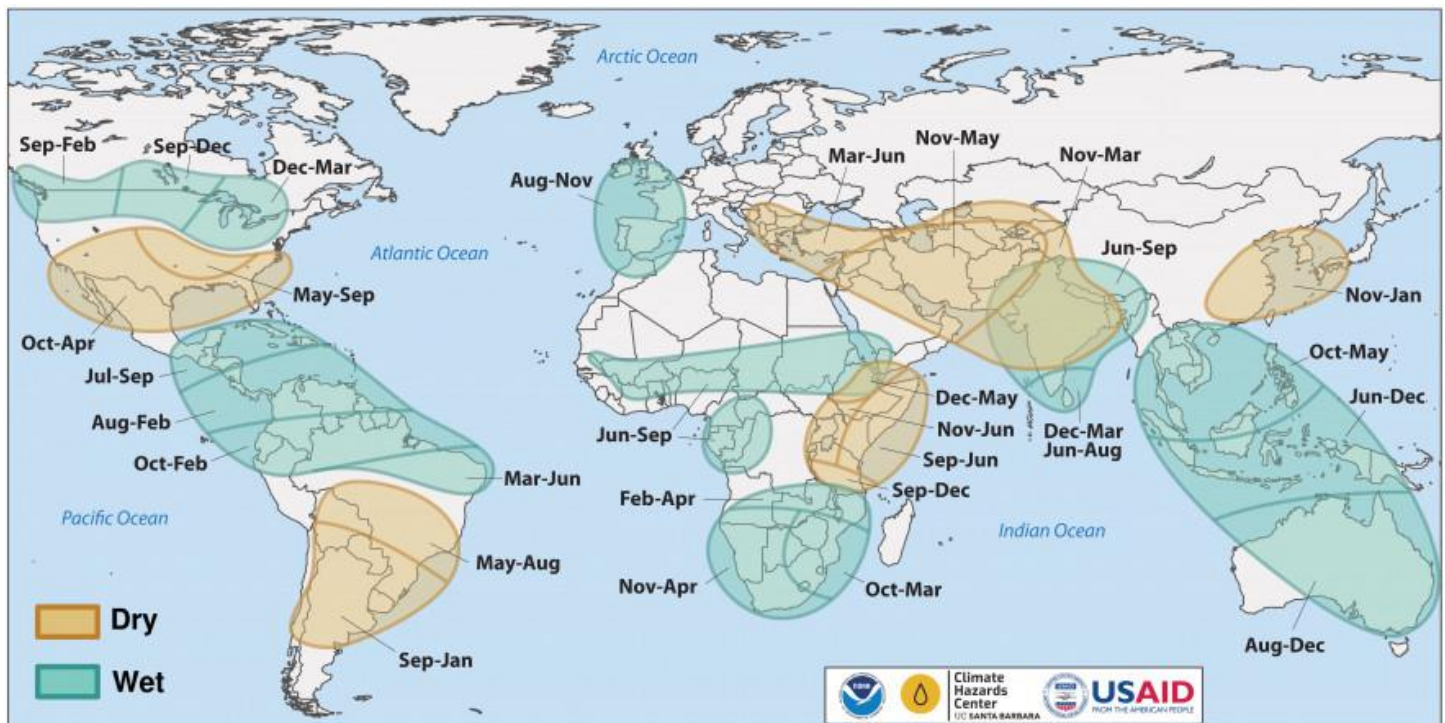 Arctic Ocean
Sep-Feb
Sep-Dec
Dec-Mar
Aug-Nov
Mar-Jun
Nov-May
Nov-Mar
Jun-Sep
Atlantic Ocean
May-Sep
Nov-Jan
Oct-Apr
Jul-Sep
Oct-May
Aug-Feb
Jun-Dec
Dec-May
Nov-Jun
Jun-Sep
Dec-Mar
Jun-Aug
Oct-Feb
Sep-Jun
Mar-Jun
Sep-Dec
Feb-Apr
Pacific Ocean
Indian Ocean
May-Aug
Nov-Apr
Oct-Mar
Dry
Aug-Dec
Sep-Jan
Wet
Climate
Hazards
Center
UC SANTA BARBARA
USAID
FROM THE AMERICAN PEOPLE